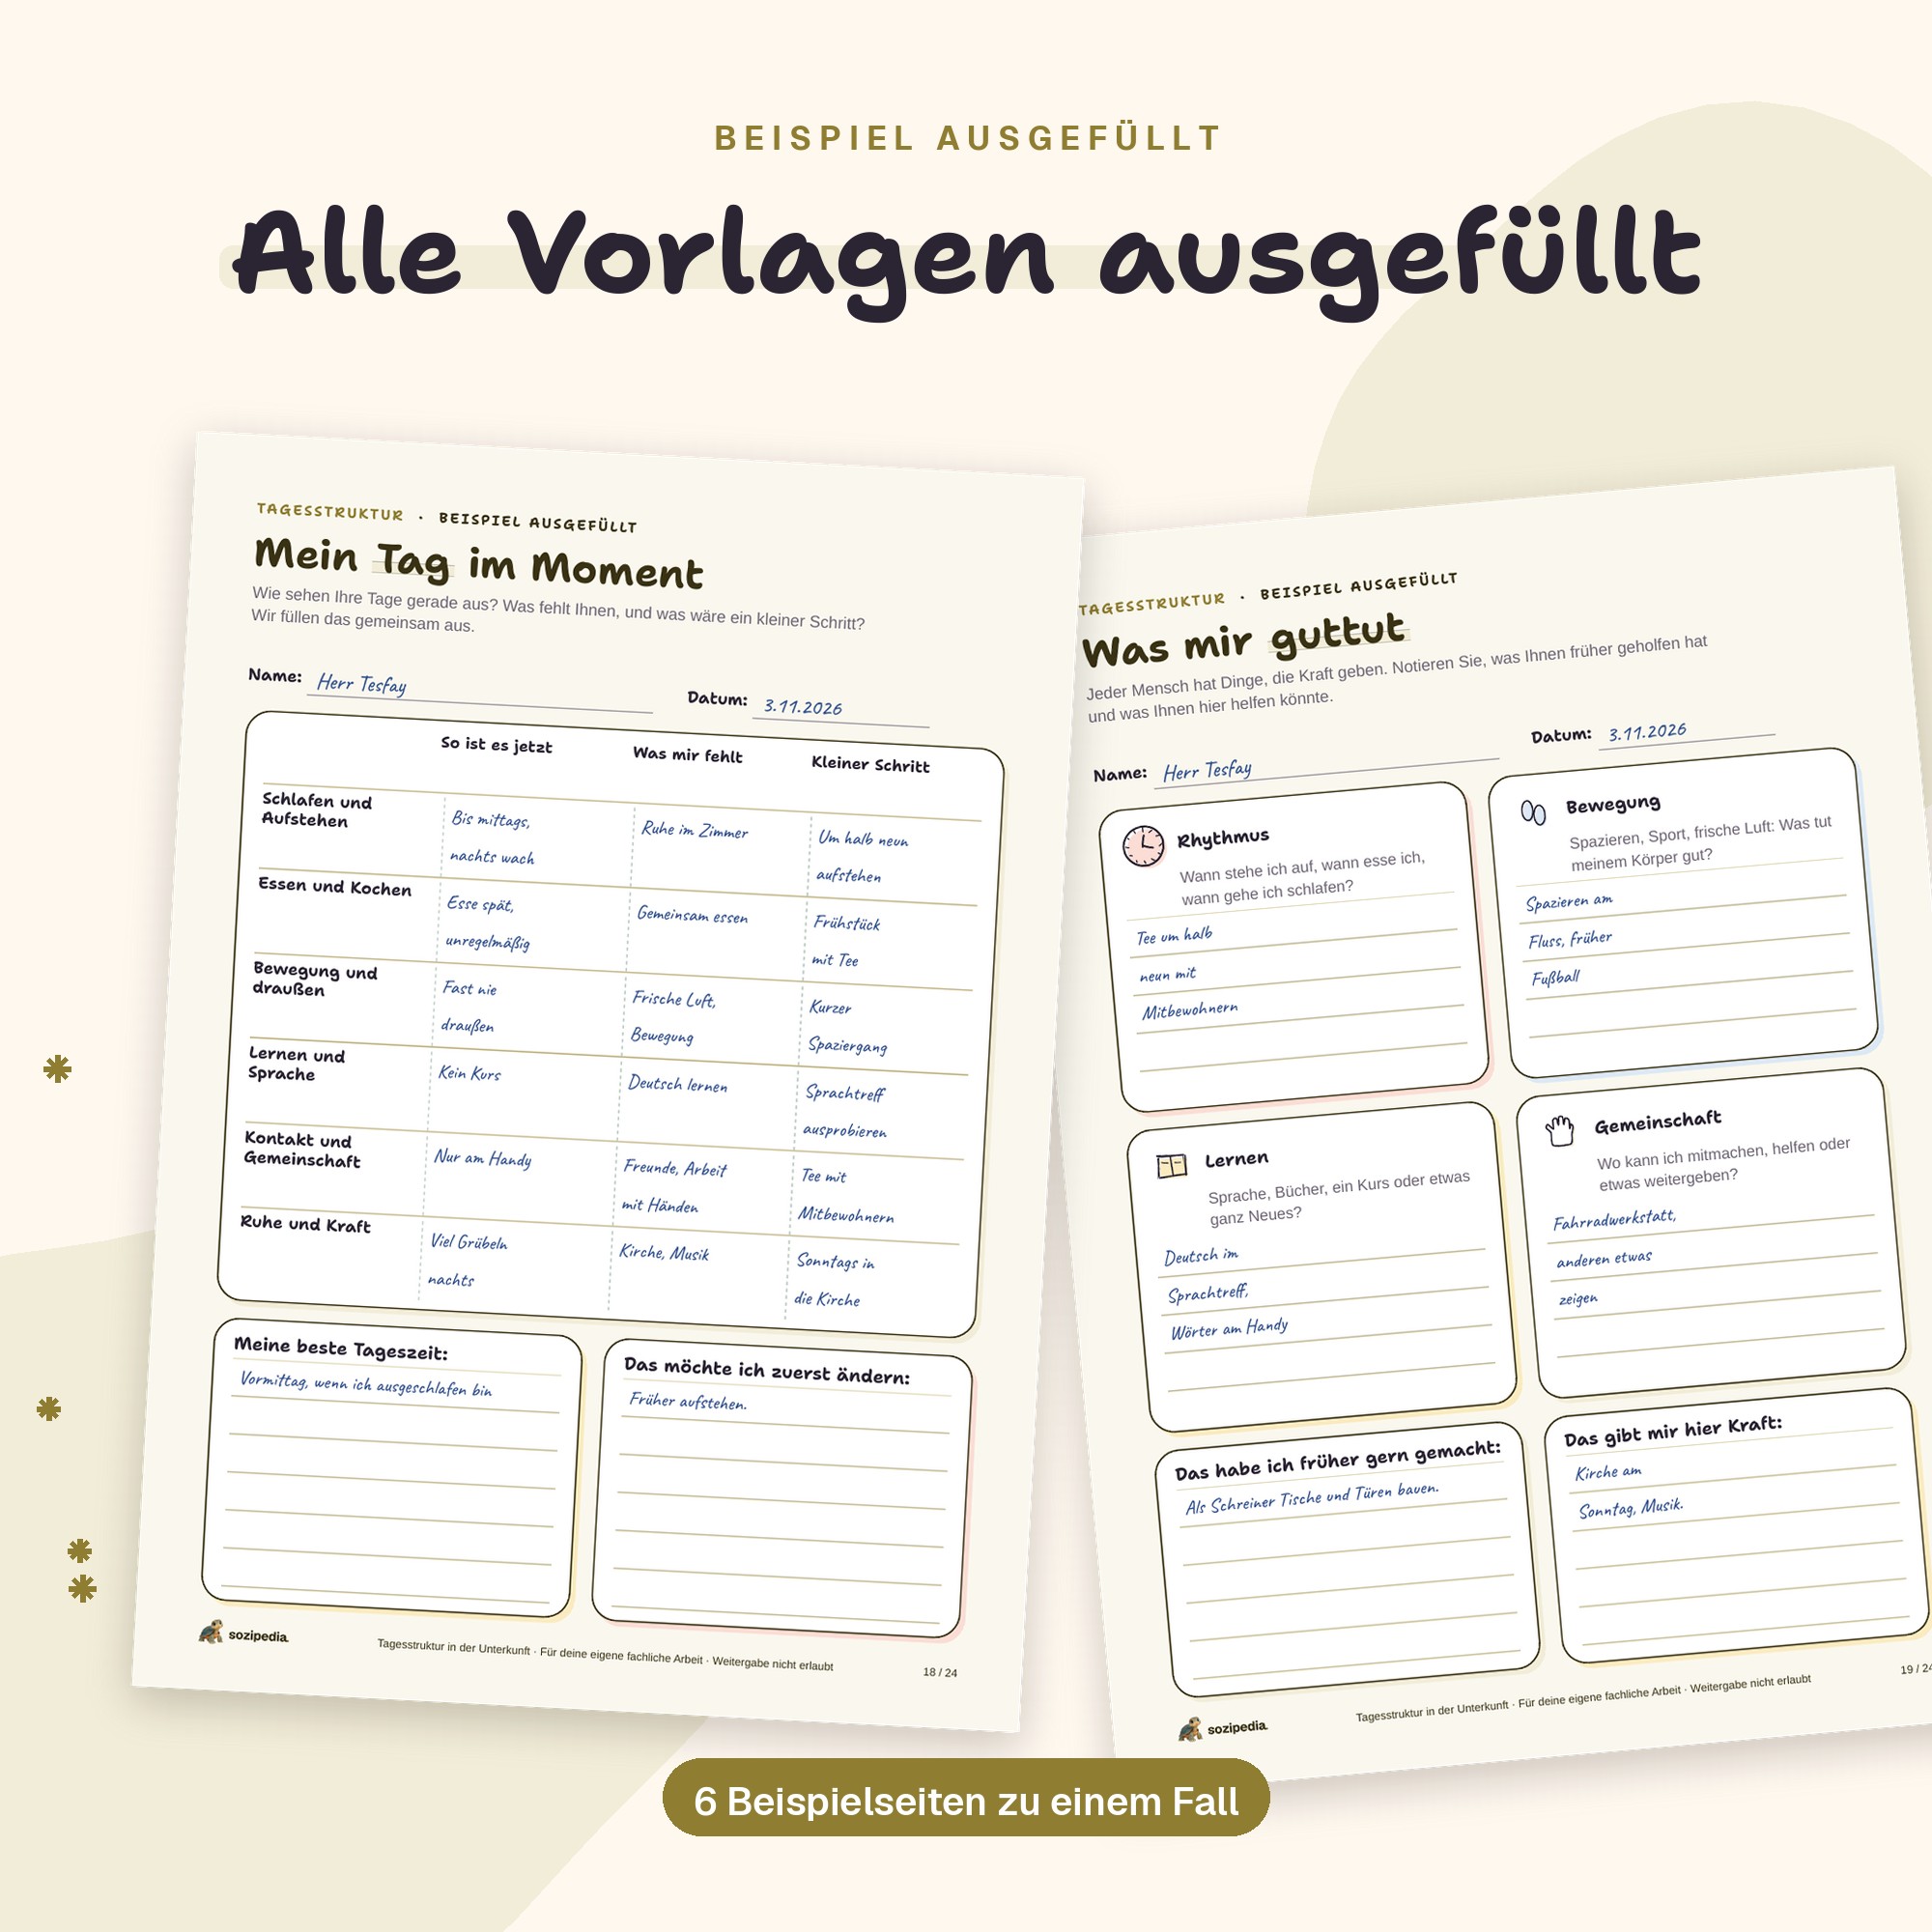 BEISPIEL AUSGEFÜLLT
Alle Vorlagen ausgefüllt
TAGESSTRUKTUR · BEISPIEL AUSGEFÜLLT
Mein Tag im Moment
Wie sehen Ihre Tage gerade aus? Was fehlt Ihnen, und was wäre ein kleiner Schritt?
Wir füllen das gemeinsam aus.
Name: Herr Tesfay Datum: 3.11.2026
So ist es jetzt Was mir fehlt Kleiner Schritt
Schlafen und
Aufstehen
Bis mittags,
nachts wach
Ruhe im Zimmer
Um halb neun
aufstehen
Essen und Kochen
Esse spät,
unregelmäßig
Gemeinsam essen
Frühstück
mit Tee
Bewegung und
draußen
Fast nie
draußen
Frische Luft,
Bewegung
Kurzer
Spaziergang
Lernen und
Sprache
Kein Kurs
Deutsch lernen
Sprachtreff
ausprobieren
Kontakt und
Gemeinschaft
Nur am Handy
Freunde, Arbeit
mit Händen
Tee mit
Mitbewohnern
Ruhe und Kraft
Viel Grübeln
nachts
Kirche, Musik
Sonntags in
die Kirche
Meine beste Tageszeit:
Vormittag, wenn ich ausgeschlafen bin
Das möchte ich zuerst ändern:
Früher aufstehen.
sozipedia.
Tagesstruktur in der Unterkunft · Für deine eigene fachliche Arbeit · Weitergabe nicht erlaubt
18 / 24
TAGESSTRUKTUR · BEISPIEL AUSGEFÜLLT
Was mir guttut
Jeder Mensch hat Dinge, die Kraft geben. Notieren Sie, was Ihnen früher geholfen hat
und was Ihnen hier helfen könnte.
Name: Herr Tesfay Datum: 3.11.2026
Rhythmus
Wann stehe ich auf, wann esse ich,
wann gehe ich schlafen?
Tee um halb
neun mit
Mitbewohnern
Bewegung
Spazieren, Sport, frische Luft: Was tut
meinem Körper gut?
Spazieren am
Fluss, früher
Fußball
Lernen
Sprache, Bücher, ein Kurs oder etwas
ganz Neues?
Deutsch im
Sprachtreff,
Wörter am Handy
Gemeinschaft
Wo kann ich mitmachen, helfen oder
etwas weitergeben?
Fahrradwerkstatt,
anderen etwas
zeigen
Das habe ich früher gern gemacht:
Als Schreiner Tische und Türen bauen.
Das gibt mir hier Kraft:
Kirche am
Sonntag, Musik.
sozipedia.
Tagesstruktur in der Unterkunft · Für deine eigene fachliche Arbeit · Weitergabe nicht erlaubt
19 / 24
6 Beispielseiten zu einem Fall